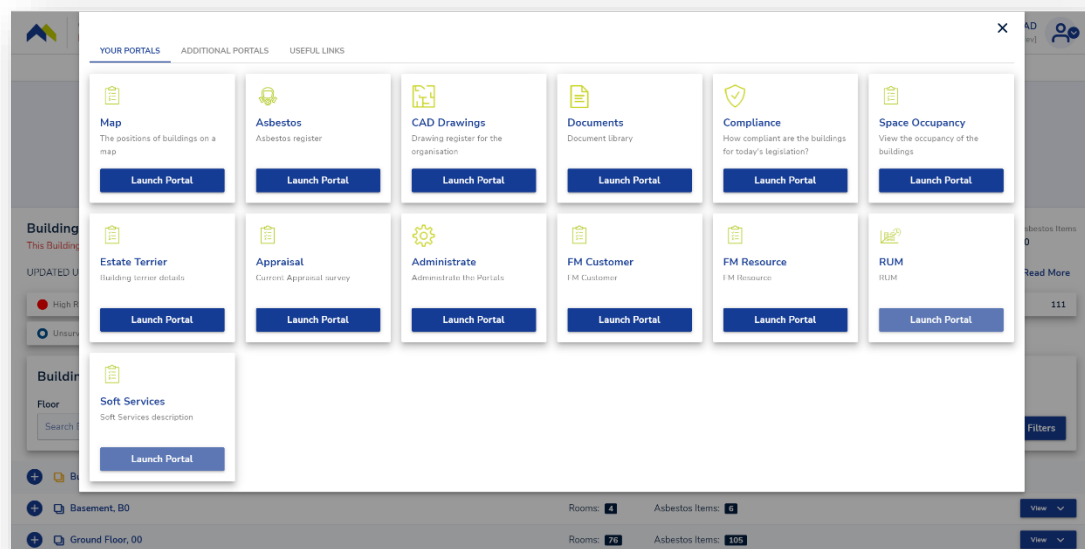 AD
ev]
YOUR PORTALS ADDITIONAL PORTALS USEFUL LINKS
Map
The positions of buildings on a
map
Launch Portal
Asbestos
Asbestos register
Launch Portal
CAD Drawings
Drawing register for the
organisation
Launch Portal
Documents
Document library
Launch Portal
Compliance
How compliant are the buildings
for today's legislation?
Launch Portal
Space Occupancy
View the occupancy of the
buildings
Launch Portal
Estate Terrier
Building terrier details
Launch Portal
Appraisal
Current Appraisal survey
Launch Portal
Administrate
Administrate the Portals
Launch Portal
FM Customer
FM Customer
Launch Portal
FM Resource
FM Resource
Launch Portal
RUM
RUM
Launch Portal
Soft Services
Soft Services description
Launch Portal
Building
This Building
UPDATED U
sbestos Items
0
Read More
High R
111
Unsurv
Buildin
Floor
Search
Filters
Bu
Basement, B0 Rooms: 4 Asbestos Items: 6 View
Ground Floor, 00 Rooms: 76 Asbestos Items: 105 View